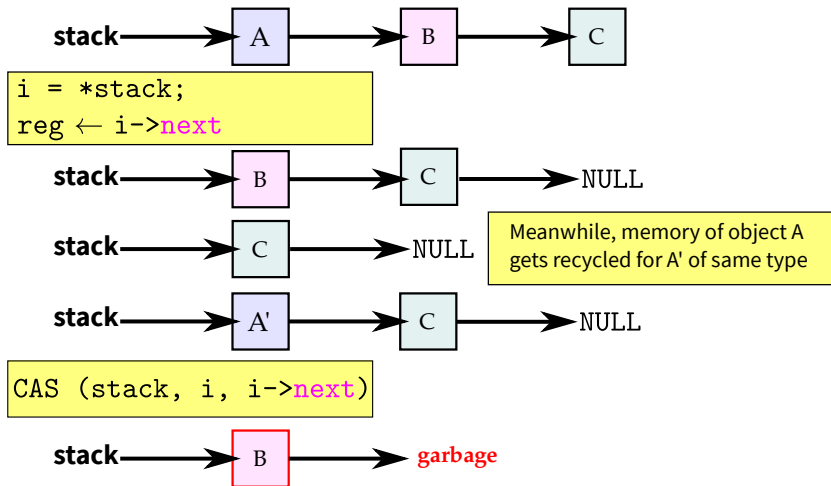 stack A B C
i = *stack;
reg ← i->next
stack B C NULL
stack C NULL
Meanwhile, memory of object A
gets recycled for A' of same type
stack A' C NULL
CAS (stack, i, i->next)
stack B garbage